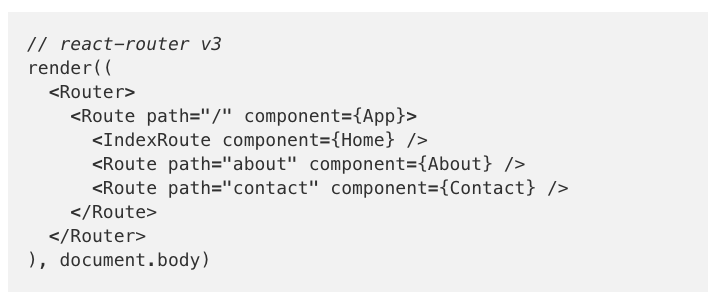 // react-router v3
render((
  <Router>
    <Route path="/" component={App}>
      <IndexRoute component={Home} />
      <Route path="about" component={About} />
      <Route path="contact" component={Contact} />
    </Route>
  </Router>
), document.body)